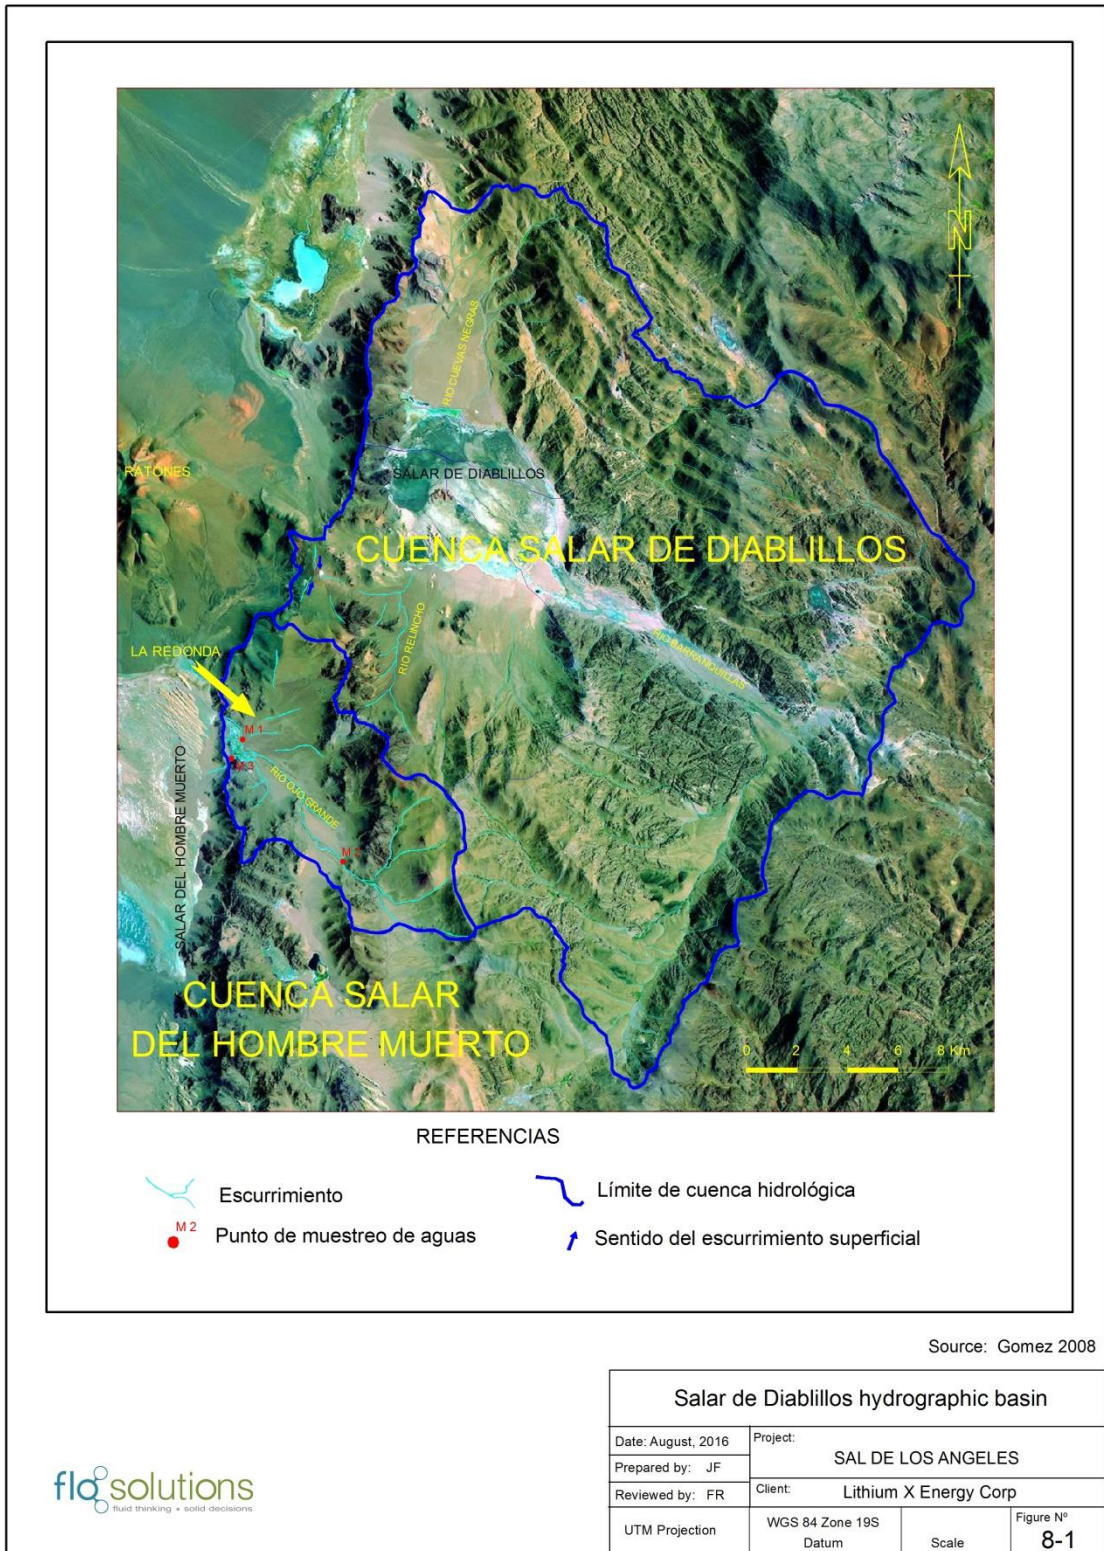 N
RIO CUEVAS NEGRAS
RATONES
SALAR DE DIABLILLOS
CUENCA SALAR DE DIABLILLOS
RIO RELINCHO
RIO BARRANQUILLAS
LA REDONDA
M 1
M 3
RIO OJO GRANDE
M 2
SALAR DEL HOMBRE MUERTO
CUENCA SALAR
DEL HOMBRE MUERTO
0 2 4 6 8 Km
REFERENCIAS
Escurrimiento
Límite de cuenca hidrológica
M 2
Punto de muestreo de aguas
Sentido del escurrimiento superficial
Source: Gomez 2008
Salar de Diablillos hydrographic basin
Date: August, 2016
Project:
SAL DE LOS ANGELES
Prepared by: JF
Reviewed by: FR
Client: Lithium X Energy Corp
UTM Projection
WGS 84 Zone 19S
Datum
Scale
Figure Nº
8-1
flosolutions
fluid thinking • solid decisions